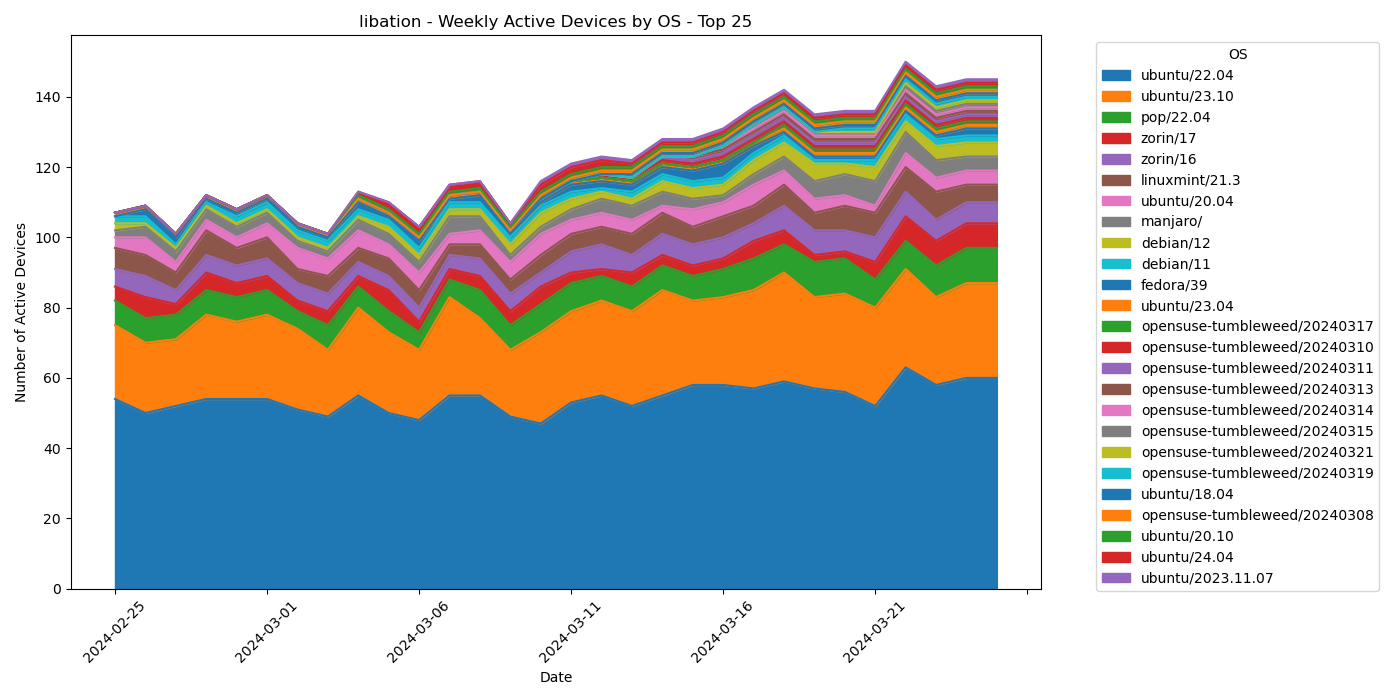 libation - Weekly Active Devices by OS - Top 25
Number of Active Devices
140
120
100
80
60
40
20
0
2024-02-25
2024-03-01
2024-03-06
2024-03-11
2024-03-16
2024-03-21
Date
OS
ubuntu/22.04
ubuntu/23.10
pop/22.04
zorin/17
zorin/16
linuxmint/21.3
ubuntu/20.04
manjaro/
debian/12
debian/11
fedora/39
ubuntu/23.04
opensuse-tumbleweed/20240317
opensuse-tumbleweed/20240310
opensuse-tumbleweed/20240311
opensuse-tumbleweed/20240313
opensuse-tumbleweed/20240314
opensuse-tumbleweed/20240315
opensuse-tumbleweed/20240321
opensuse-tumbleweed/20240319
ubuntu/18.04
opensuse-tumbleweed/20240308
ubuntu/20.10
ubuntu/24.04
ubuntu/2023.11.07